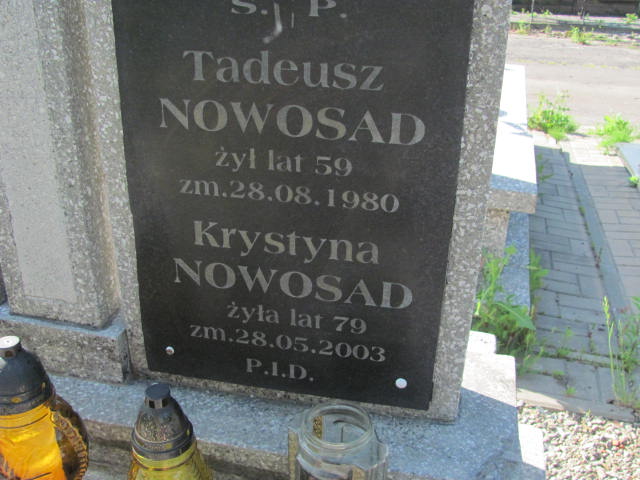 Ś. P.
Tadeusz
NOWOSAD
żył lat 59
zm.28.08.1980
Krystyna
NOWOSAD
żyła lat 79
zm.28.05.2003
P.I.D.